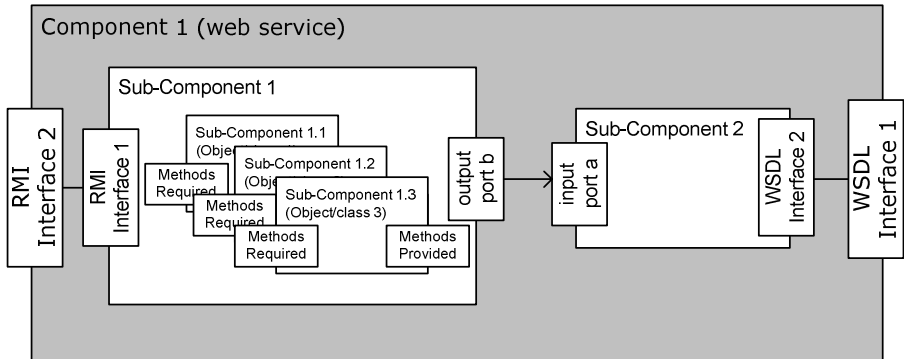 Component 1 (web service)
RMI
Interface 2
RMI
Interface 1
Sub-Component 1
Sub-Component 1.1
(Obje
Methods
Required
Sub-Component 1.2
(Obje
Methods
Required
Sub-Component 1.3
(Object/class 3)
Methods
Required
Methods
Provided
output
port b
input
port a
Sub-Component 2
WSDL
Interface 2
WSDL
Interface 1